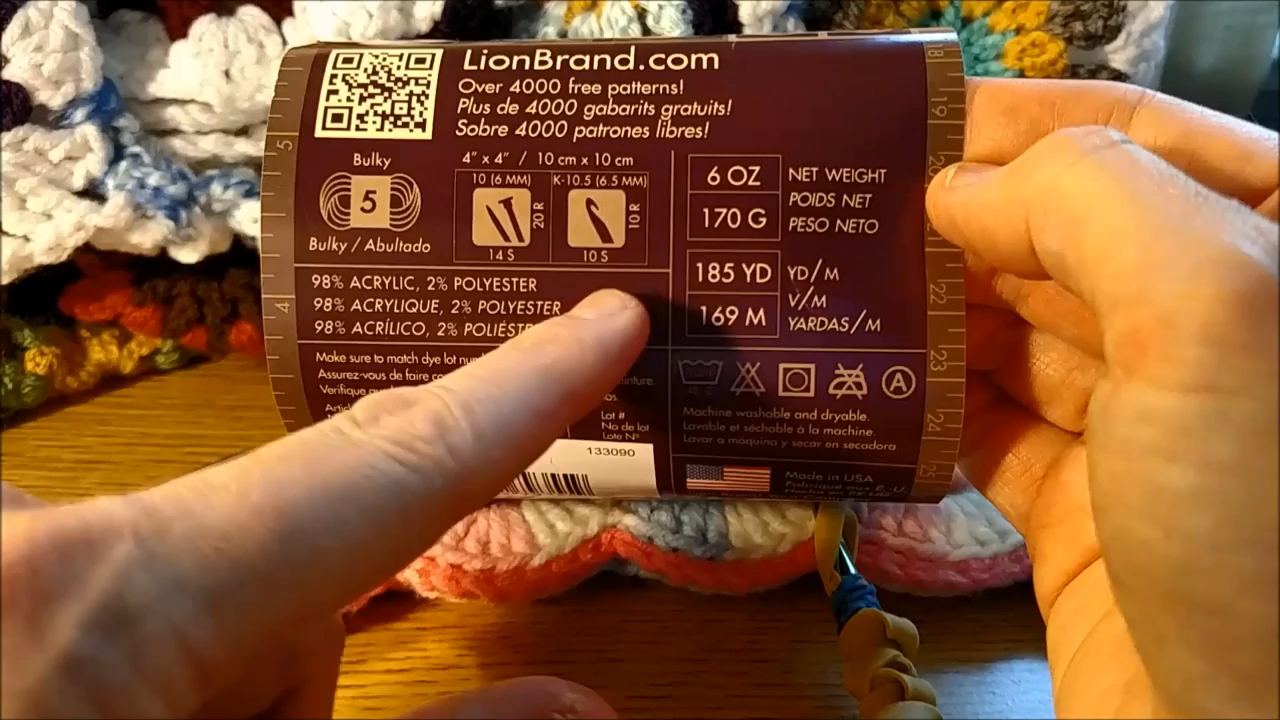 LionBrand.com
Over 4000 free patterns!
Plus de 4000 gabarits gratuits!
Sobre 4000 patrones libres!
Bulky
5
Bulky / Abultado
4" x 4" / 10 cm x 10 cm
10 (6 MM)
20 R
14 S
K-10.5 (6.5 MM)
10 R
10 S
6 OZ
170 G
NET WEIGHT
POIDS NET
PESO NETO
185 YD
169 M
YD/M
V/M
YARDAS/M
98% ACRYLIC, 2% POLYESTER
98% ACRYLIQUE, 2% POLYESTER
98% ACRÍLICO, 2%
Make sure to match dye lot
Assurez-vous de faire
Lot #
No de lot
Lote Nº
133090
A
Machine washable and dryable.
Lavable et séchable à la machine.
Lavar a máquina y secar en secadora
Made in USA
5
4
18
19
20
22
23
24
25